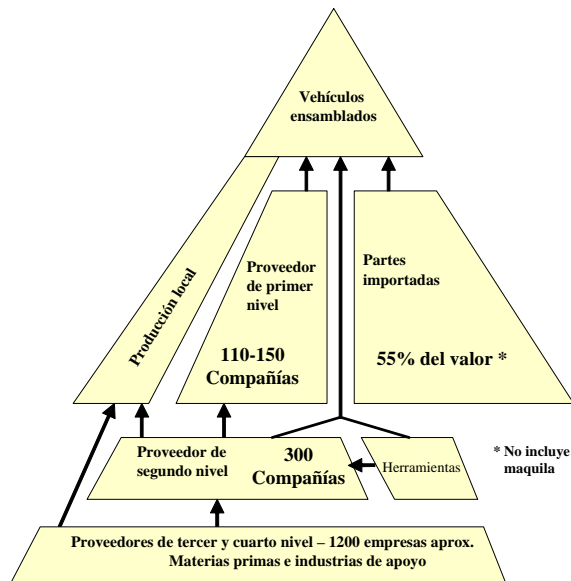 Vehículos
ensamblados
Producción local
Proveedor
de primer
nivel
110-150
Compañías
Partes
importadas
55% del valor *
Proveedor de
segundo nivel
300
Compañías
Herramientas
* No incluye
maquila
Proveedores de tercer y cuarto nivel – 1200 empresas aprox.
Materias primas e industrias de apoyo